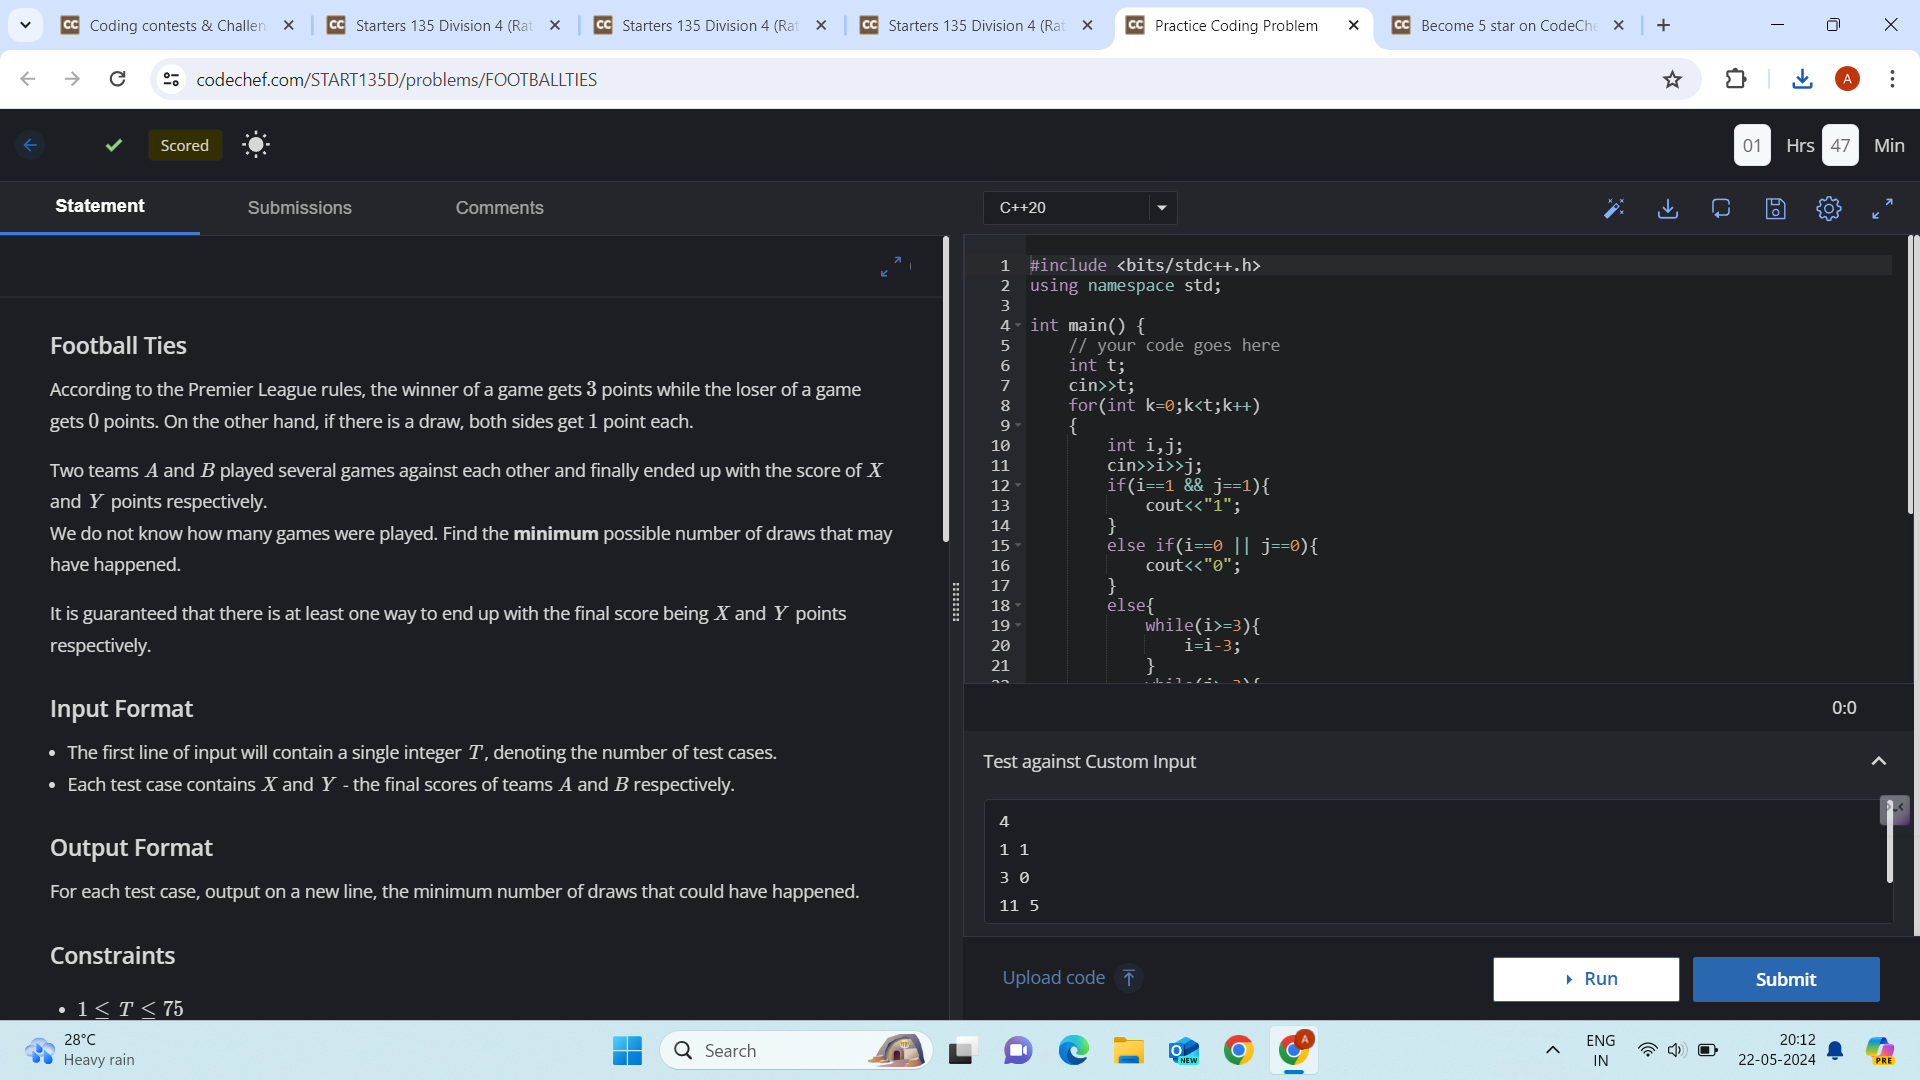 Coding contests & Challen
Starters 135 Division 4 (Rat
Starters 135 Division 4 (Rat
Starters 135 Division 4 (Rat
Practice Coding Problem
Become 5 star on CodeChe
codechef.com/START135D/problems/FOOTBALLTIES
A
Scored
01 Hrs 47 Min
Statement
Submissions
Comments
C++20
Football Ties
According to the Premier League rules, the winner of a game gets 3 points while the loser of a game
gets 0 points. On the other hand, if there is a draw, both sides get 1 point each.
Two teams A and B played several games against each other and finally ended up with the score of X
and Y points respectively.
We do not know how many games were played. Find the minimum possible number of draws that may
have happened.
It is guaranteed that there is at least one way to end up with the final score being X and Y points
respectively.
Input Format
• The first line of input will contain a single integer T, denoting the number of test cases.
• Each test case contains X and Y - the final scores of teams A and B respectively.
Output Format
For each test case, output on a new line, the minimum number of draws that could have happened.
Constraints
• 1 ≤ T ≤ 75
1 #include <bits/stdc++.h>
2 using namespace std;
3
4 int main() {
5 // your code goes here
6 int t;
7 cin>>t;
8 for(int k=0;k<t;k++)
9 {
10 int i,j;
11 cin>>i>>j;
12 if(i==1 && j==1){
13 cout<<"1";
14 }
15 else if(i==0 || j==0){
16 cout<<"0";
17 }
18 else{
19 while(i>=3){
20 i=i-3;
21 }
0:0
Test against Custom Input
4
1 1
3 0
11 5
Upload code
Run
Submit
28°C
Heavy rain
Search
ENG
IN
20:12
22-05-2024